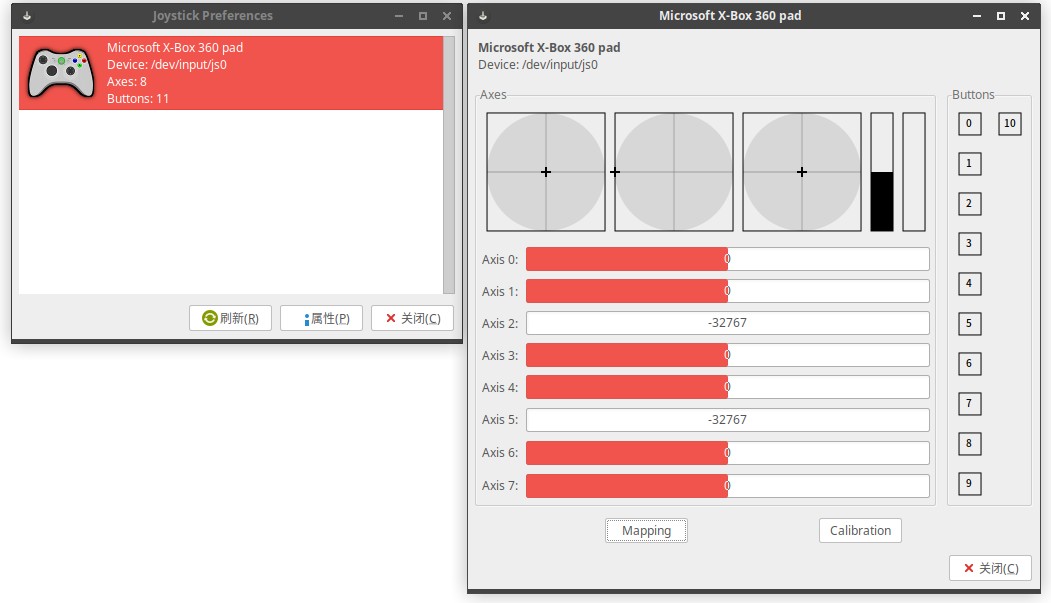 Joystick Preferences
Microsoft X-Box 360 pad
Device: /dev/input/js0
Axes: 8
Buttons: 11
刷新(R)
属性(P)
关闭(C)
Microsoft X-Box 360 pad
Microsoft X-Box 360 pad
Device: /dev/input/js0
Axes
Axis 0: 0
Axis 1: 0
Axis 2: -32767
Axis 3: 0
Axis 4: 0
Axis 5: -32767
Axis 6: 0
Axis 7: 0
Buttons
0 10
1
2
3
4
5
6
7
8
9
Mapping
Calibration
关闭(C)